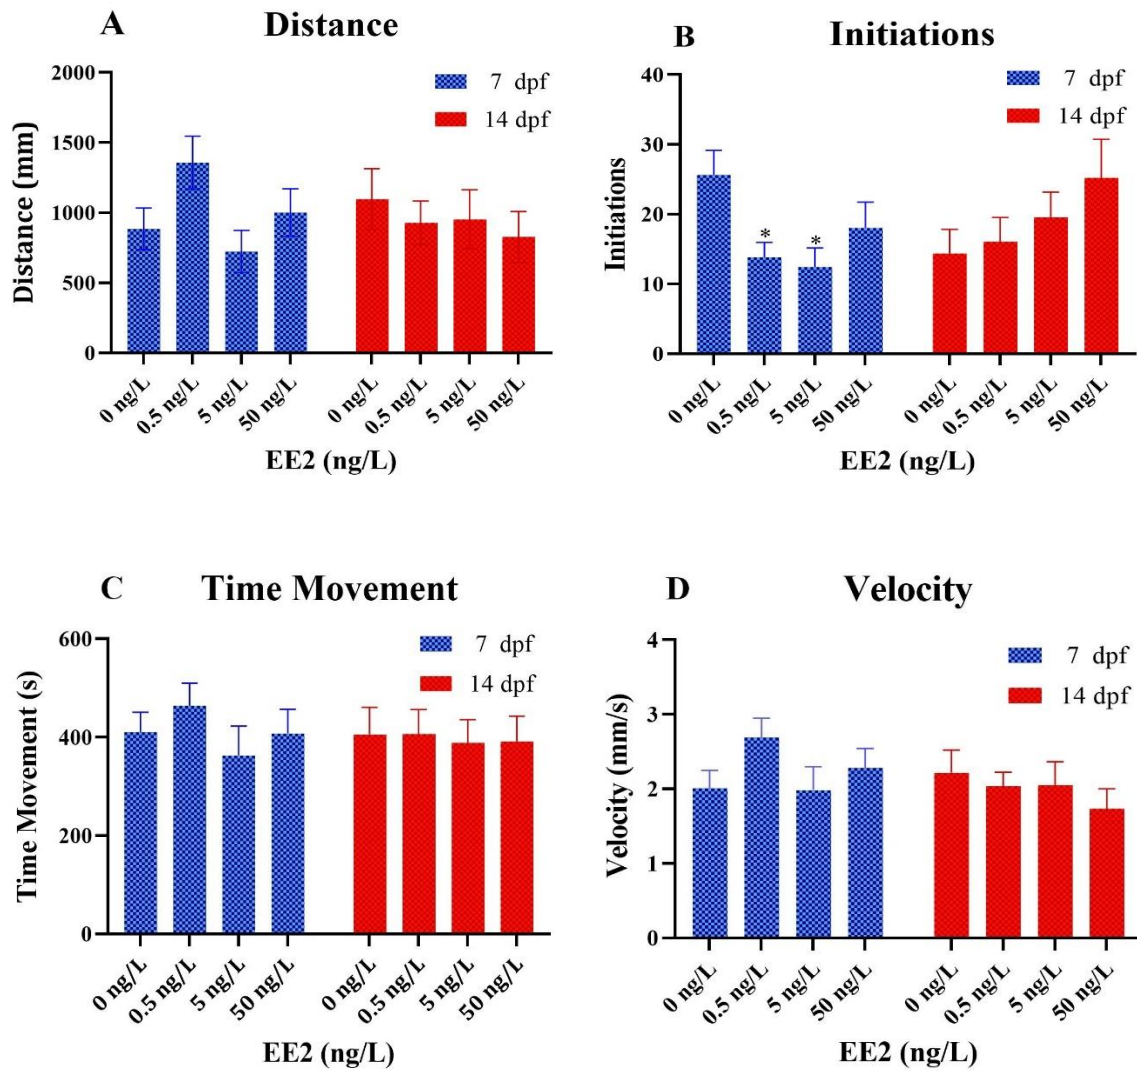 A
Distance
Distance (mm)
2000
1500
1000
500
0
7 dpf
14 dpf
0 ng/L
0.5 ng/L
5 ng/L
50 ng/L
0 ng/L
0.5 ng/L
5 ng/L
50 ng/L
EE2 (ng/L)
B
Initiations
Initiations
40
30
20
10
0
7 dpf
14 dpf
*
*
0 ng/L
0.5 ng/L
5 ng/L
50 ng/L
0 ng/L
0.5 ng/L
5 ng/L
50 ng/L
EE2 (ng/L)
C
Time Movement
Time Movement (s)
600
400
200
0
7 dpf
14 dpf
0 ng/L
0.5 ng/L
5 ng/L
50 ng/L
0 ng/L
0.5 ng/L
5 ng/L
50 ng/L
EE2 (ng/L)
D
Velocity
Velocity (mm/s)
4
3
2
1
0
7 dpf
14 dpf
0 ng/L
0.5 ng/L
5 ng/L
50 ng/L
0 ng/L
0.5 ng/L
5 ng/L
50 ng/L
EE2 (ng/L)